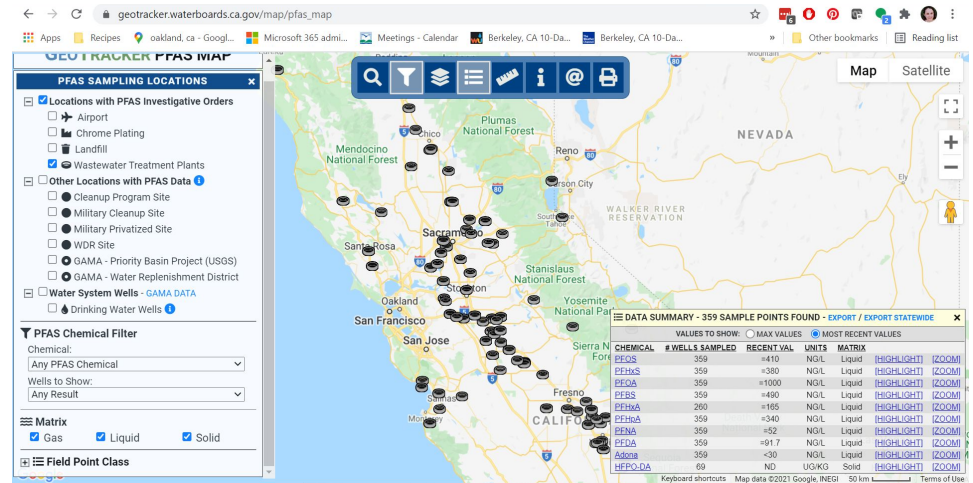 geotracker.waterboards.ca.gov/map/pfas_map
6
2
Apps Recipes oakland, ca - Googl... Microsoft 365 admi... Meetings - Calendar Berkeley, CA 10-Da... Berkeley, CA 10-Da... » Other bookmarks Reading list
GEOTRACKER PFAS MAP
PFAS SAMPLING LOCATIONS x
Locations with PFAS Investigative Orders
Airport
Chrome Plating
Landfill
Wastewater Treatment Plants
Other Locations with PFAS Data i
Cleanup Program Site
Military Cleanup Site
Military Privatized Site
WDR Site
GAMA - Priority Basin Project (USGS)
GAMA - Water Replenishment District
Water System Wells - GAMA DATA
Drinking Water Wells i
PFAS Chemical Filter
Chemical:
Any PFAS Chemical
Wells to Show:
Any Result
Matrix
Gas Liquid Solid
Field Point Class
i @
Map Satellite
80
Mountain
Plumas
National Forest
5
Chico
Mendocino
National Forest
Reno
80
NEVADA
Ely
80
WALKER RIVER
RESERVATION
Tahoe
Santa Rosa
Stanislaus
National Forest
Oakland
San Francisco
Yosemite
San Jose
5
Fresno
Salinas
5
DATA SUMMARY - 359 SAMPLE POINTS FOUND - EXPORT / EXPORT STATEWIDE x
VALUES TO SHOW: MAX VALUES MOST RECENT VALUES
CHEMICAL # WELLS SAMPLED RECENT VAL UNITS MATRIX
PFOS 359 =410 NG/L Liquid [HIGHLIGHT] [ZOOM]
PFHxS 359 =380 NG/L Liquid [HIGHLIGHT] [ZOOM]
PFOA 359 =1000 NG/L Liquid [HIGHLIGHT] [ZOOM]
PFBS 359 =490 NG/L Liquid [HIGHLIGHT] [ZOOM]
PFHxA 260 =165 NG/L Liquid [HIGHLIGHT] [ZOOM]
PFHpA 359 =340 NG/L Liquid [HIGHLIGHT] [ZOOM]
PFNA 359 =52 NG/L Liquid [HIGHLIGHT] [ZOOM]
PFDA 359 =91.7 NG/L Liquid [HIGHLIGHT] [ZOOM]
Adona 359 <30 NG/L Liquid [HIGHLIGHT] [ZOOM]
HFPO-DA 69 ND UG/KG Solid [HIGHLIGHT] [ZOOM]
Keyboard shortcuts Map data ©2021 Google, INEGI 50 km Terms of Use